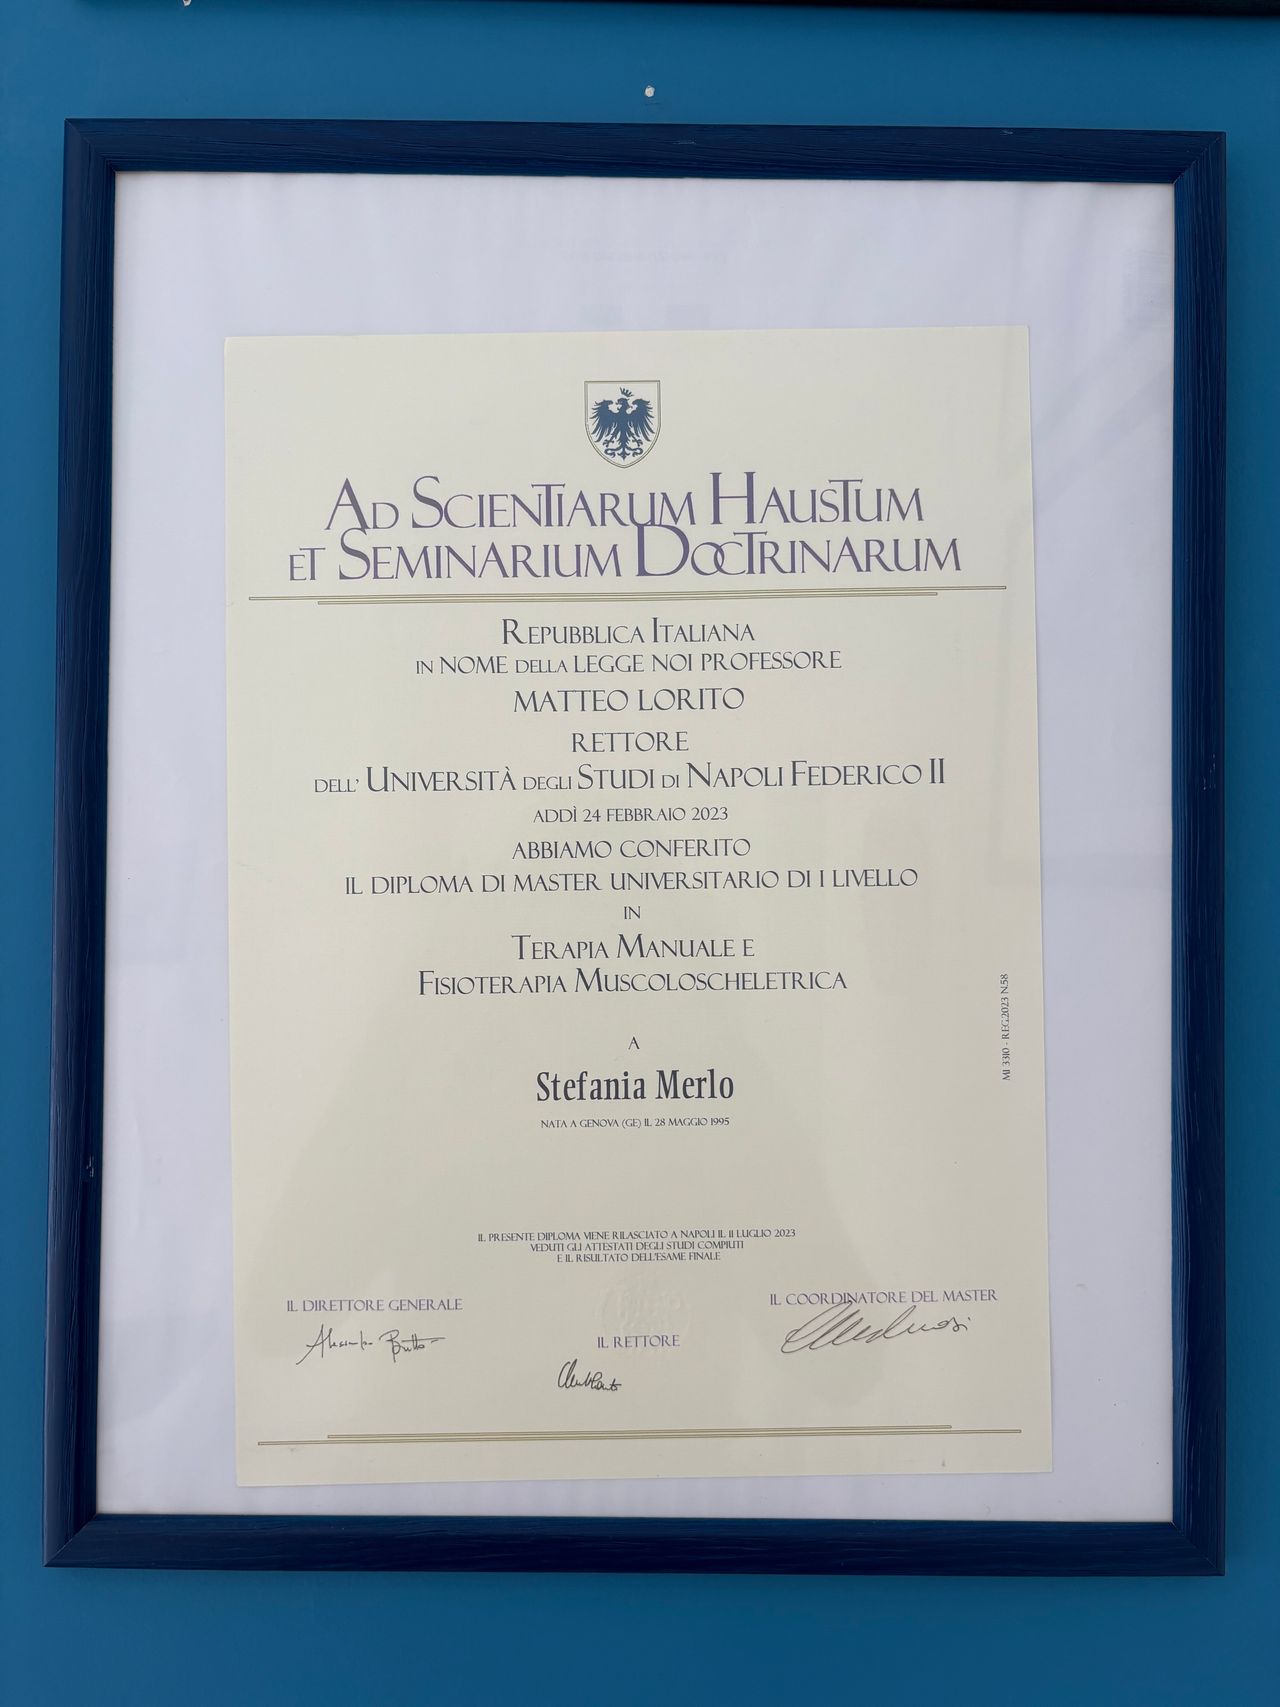 Ad Scientiarum Haustum
et Seminarium Doctrinarum
Repubblica Italiana
in nome della legge noi professore
MATTEO LORITO
RETTORE
dell' Università degli Studi di Napoli Federico II
ADDÌ 24 FEBBRAIO 2023
ABBIAMO CONFERITO
IL DIPLOMA DI MASTER UNIVERSITARIO DI I LIVELLO
IN
Terapia Manuale e
Fisioterapia Muscoloscheletrica
A
Stefania Merlo
NATA A GENOVA (GE) IL 28 MAGGIO 1995
MI 3310 - REG.2023 N.58
IL PRESENTE DIPLOMA VIENE RILASCIATO A NAPOLI IL 11 LUGLIO 2023
VEDUTI GLI ATTESTATI DEGLI STUDI COMPIUTI
E IL RISULTATO DELL'ESAME FINALE
IL DIRETTORE GENERALE
IL RETTORE
IL COORDINATORE DEL MASTER